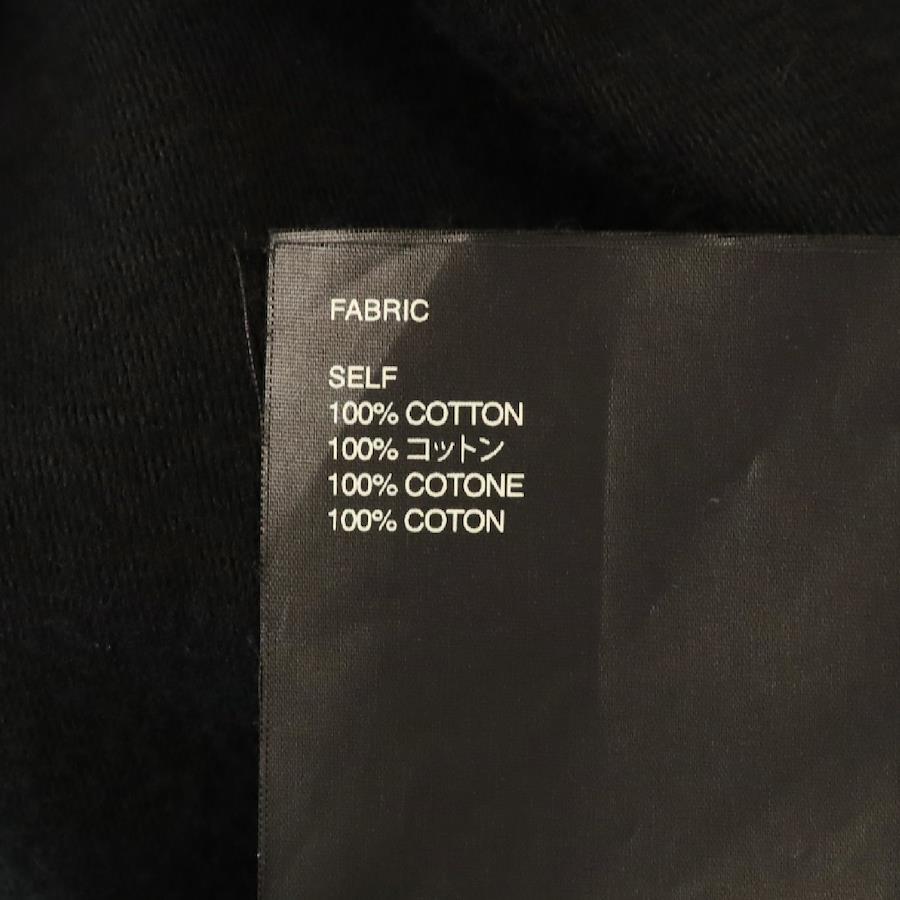 FABRIC
SELF
100% COTTON
100% コットン
100% COTONE
100% COTON